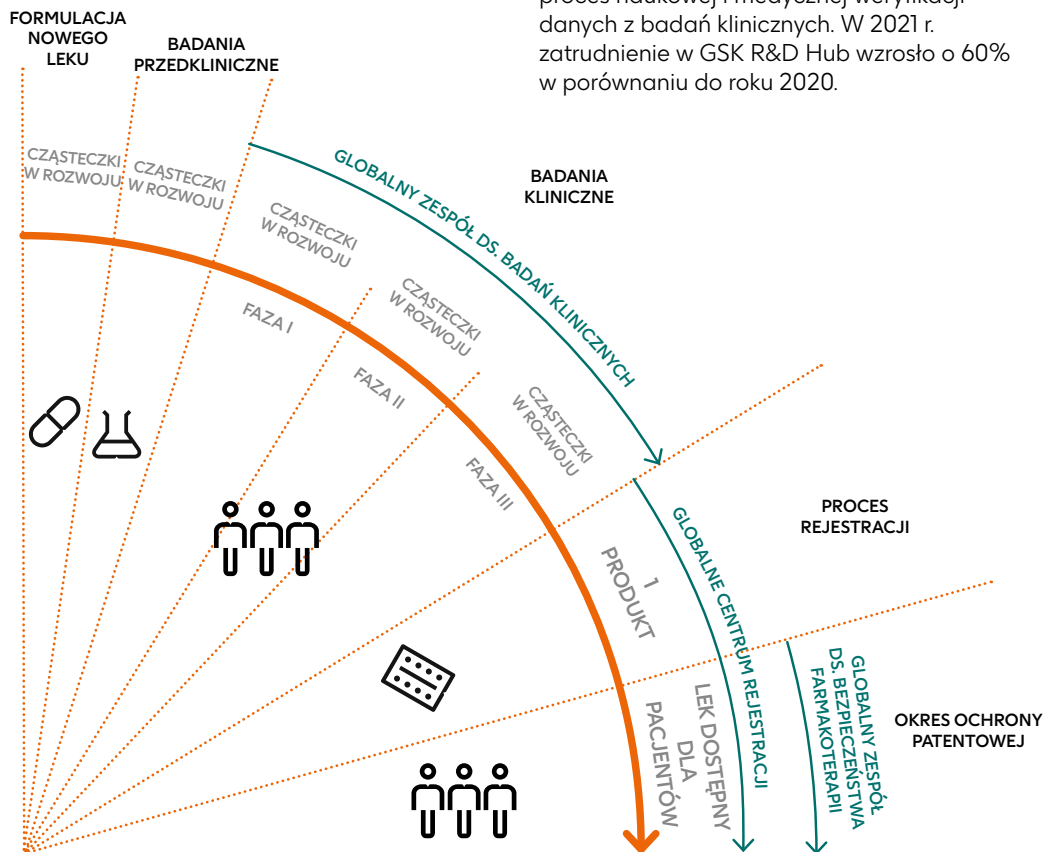 proces naukowej i medycznej weryfikacji
danych z badań klinicznych. W 2021 r.
zatrudnienie w GSK R&D Hub wzrosło o 60%
w porównaniu do roku 2020.
FORMULACJA
NOWEGO
LEKU
BADANIA
PRZEDKLINICZNE
BADANIA
KLINICZNE
PROCES
REJESTRACJI
OKRES OCHRONY
PATENTOWEJ
CZĄSTECZKI
W ROZWOJU
CZĄSTECZKI
W ROZWOJU
CZĄSTECZKI
W ROZWOJU
CZĄSTECZKI
W ROZWOJU
CZĄSTECZKI
W ROZWOJU
FAZA I
FAZA II
FAZA III
1
PRODUKT
LEK DOSTĘPNY
DLA
PACJENTÓW
GLOBALNY ZESPÓŁ DS. BADAŃ KLINICZNYCH
GLOBALNE CENTRUM REJESTRACJI
GLOBALNY ZESPÓŁ
DS. BEZPIECZEŃSTWA
FARMAKOTERAPII